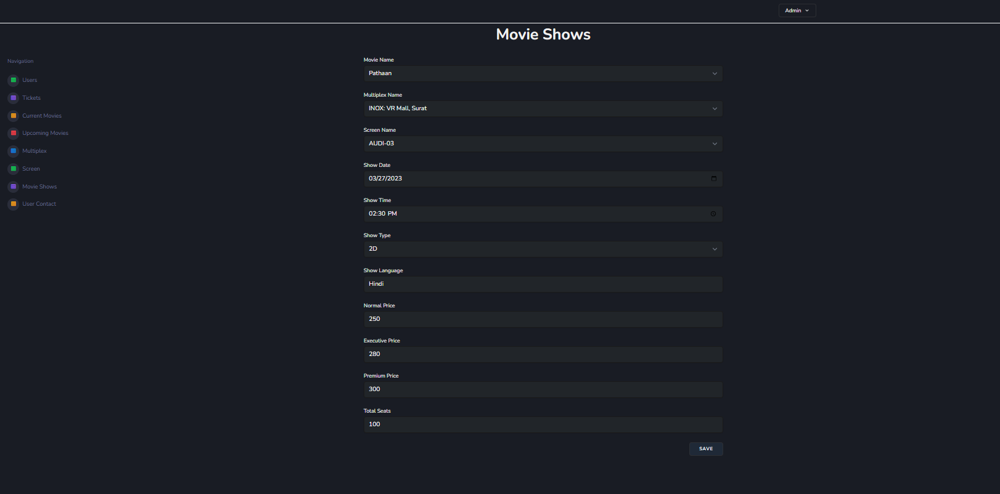 Admin
Movie Shows
Navigation
Users
Tickets
Current Movies
Upcoming Movies
Multiplex
Screen
Movie Shows
User Contact
Movie Name
Pathaan
Multiplex Name
INOX: VR Mall, Surat
Screen Name
AUDI-03
Show Date
03/27/2023
Show Time
02:30 PM
Show Type
2D
Show Language
Hindi
Normal Price
250
Executive Price
280
Premium Price
300
Total Seats
100
SAVE